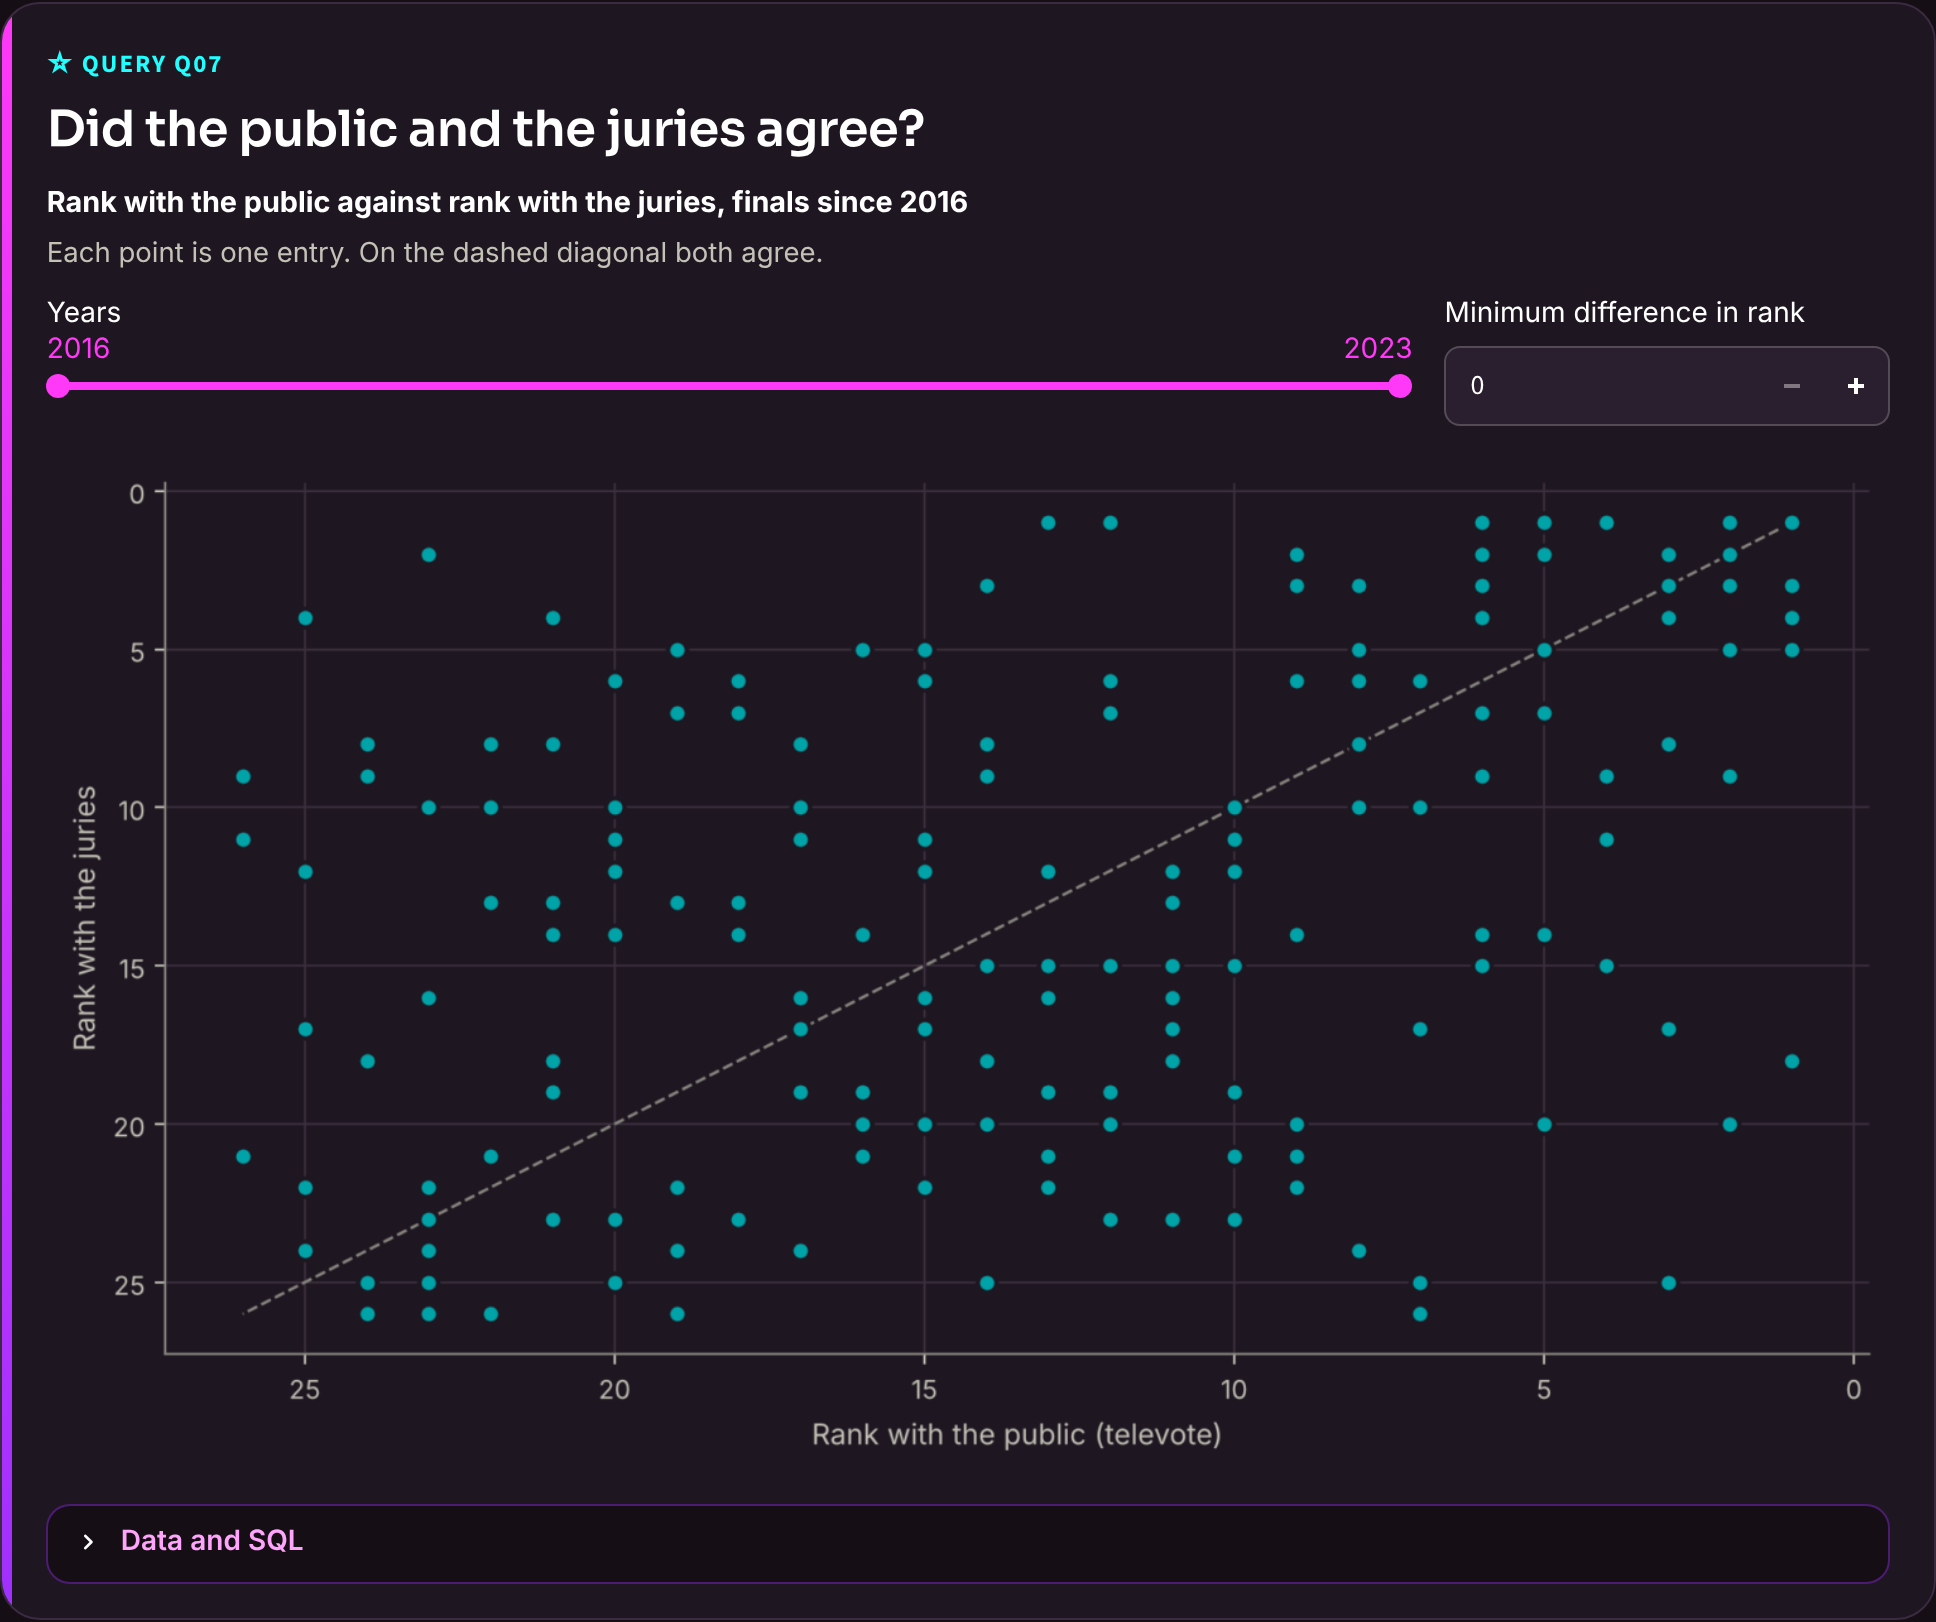 QUERY Q07
Did the public and the juries agree?
Rank with the public against rank with the juries, finals since 2016
Each point is one entry. On the dashed diagonal both agree.
Years
2016
2023
Minimum difference in rank
0
Rank with the juries
0
5
10
15
20
25
25
20
15
10
5
0
Rank with the public (televote)
Data and SQL